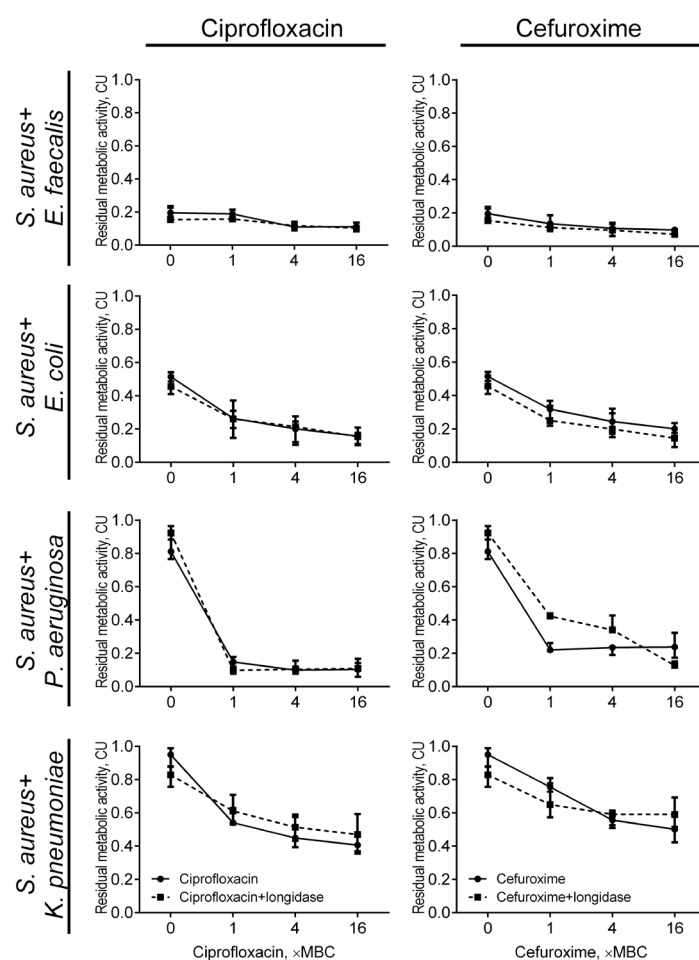 Ciprofloxacin
Cefuroxime
S. aureus+
E. faecalis
Residual metabolic activity, CU
1.0
0.8
0.6
0.4
0.2
0.0
0 1 4 16
Residual metabolic activity, CU
1.0
0.8
0.6
0.4
0.2
0.0
0 1 4 16
S. aureus+
E. coli
Residual metabolic activity, CU
1.0
0.8
0.6
0.4
0.2
0.0
0 1 4 16
Residual metabolic activity, CU
1.0
0.8
0.6
0.4
0.2
0.0
0 1 4 16
S. aureus+
P. aeruginosa
Residual metabolic activity, CU
1.0
0.8
0.6
0.4
0.2
0.0
0 1 4 16
Residual metabolic activity, CU
1.0
0.8
0.6
0.4
0.2
0.0
0 1 4 16
S. aureus+
K. pneumoniae
Residual metabolic activity, CU
1.0
0.8
0.6
0.4
0.2
0.0
Ciprofloxacin
Ciprofloxacin+longidase
0 1 4 16
Ciprofloxacin, ×MBC
Residual metabolic activity, CU
1.0
0.8
0.6
0.4
0.2
0.0
Cefuroxime
Cefuroxime+longidase
0 1 4 16
Cefuroxime, ×MBC